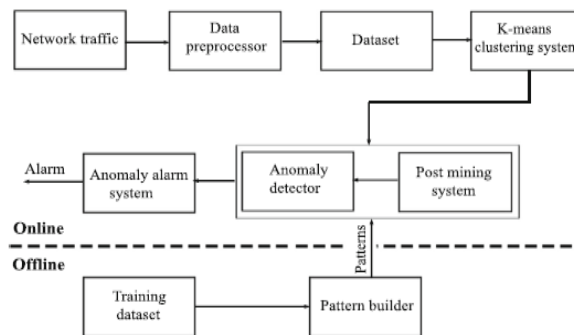 Network traffic
Data
preprocessor
Dataset
K-means
clustering system
Alarm
Anomaly alarm
system
Anomaly
detector
Post mining
system
Online
Offline
Patterns
Training
dataset
Pattern builder